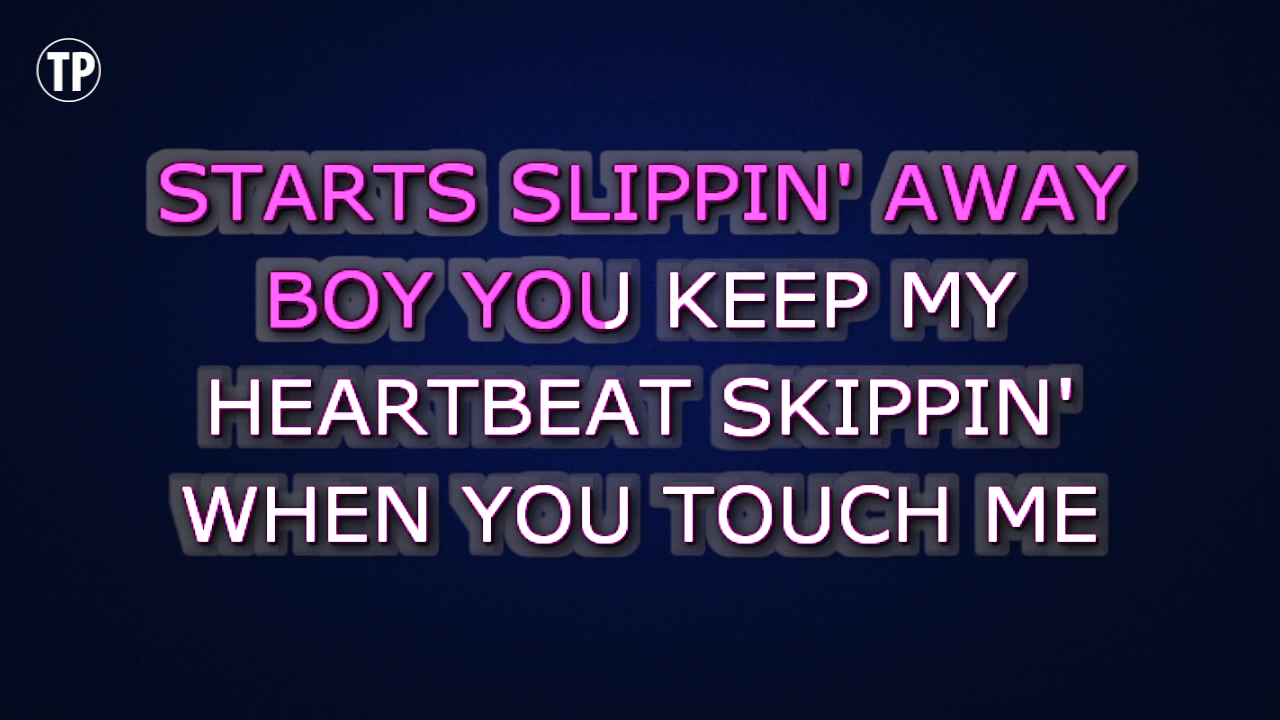 TP
STARTS SLIPPIN' AWAY
BOY YOU KEEP MY
HEARTBEAT SKIPPIN'
WHEN YOU TOUCH ME